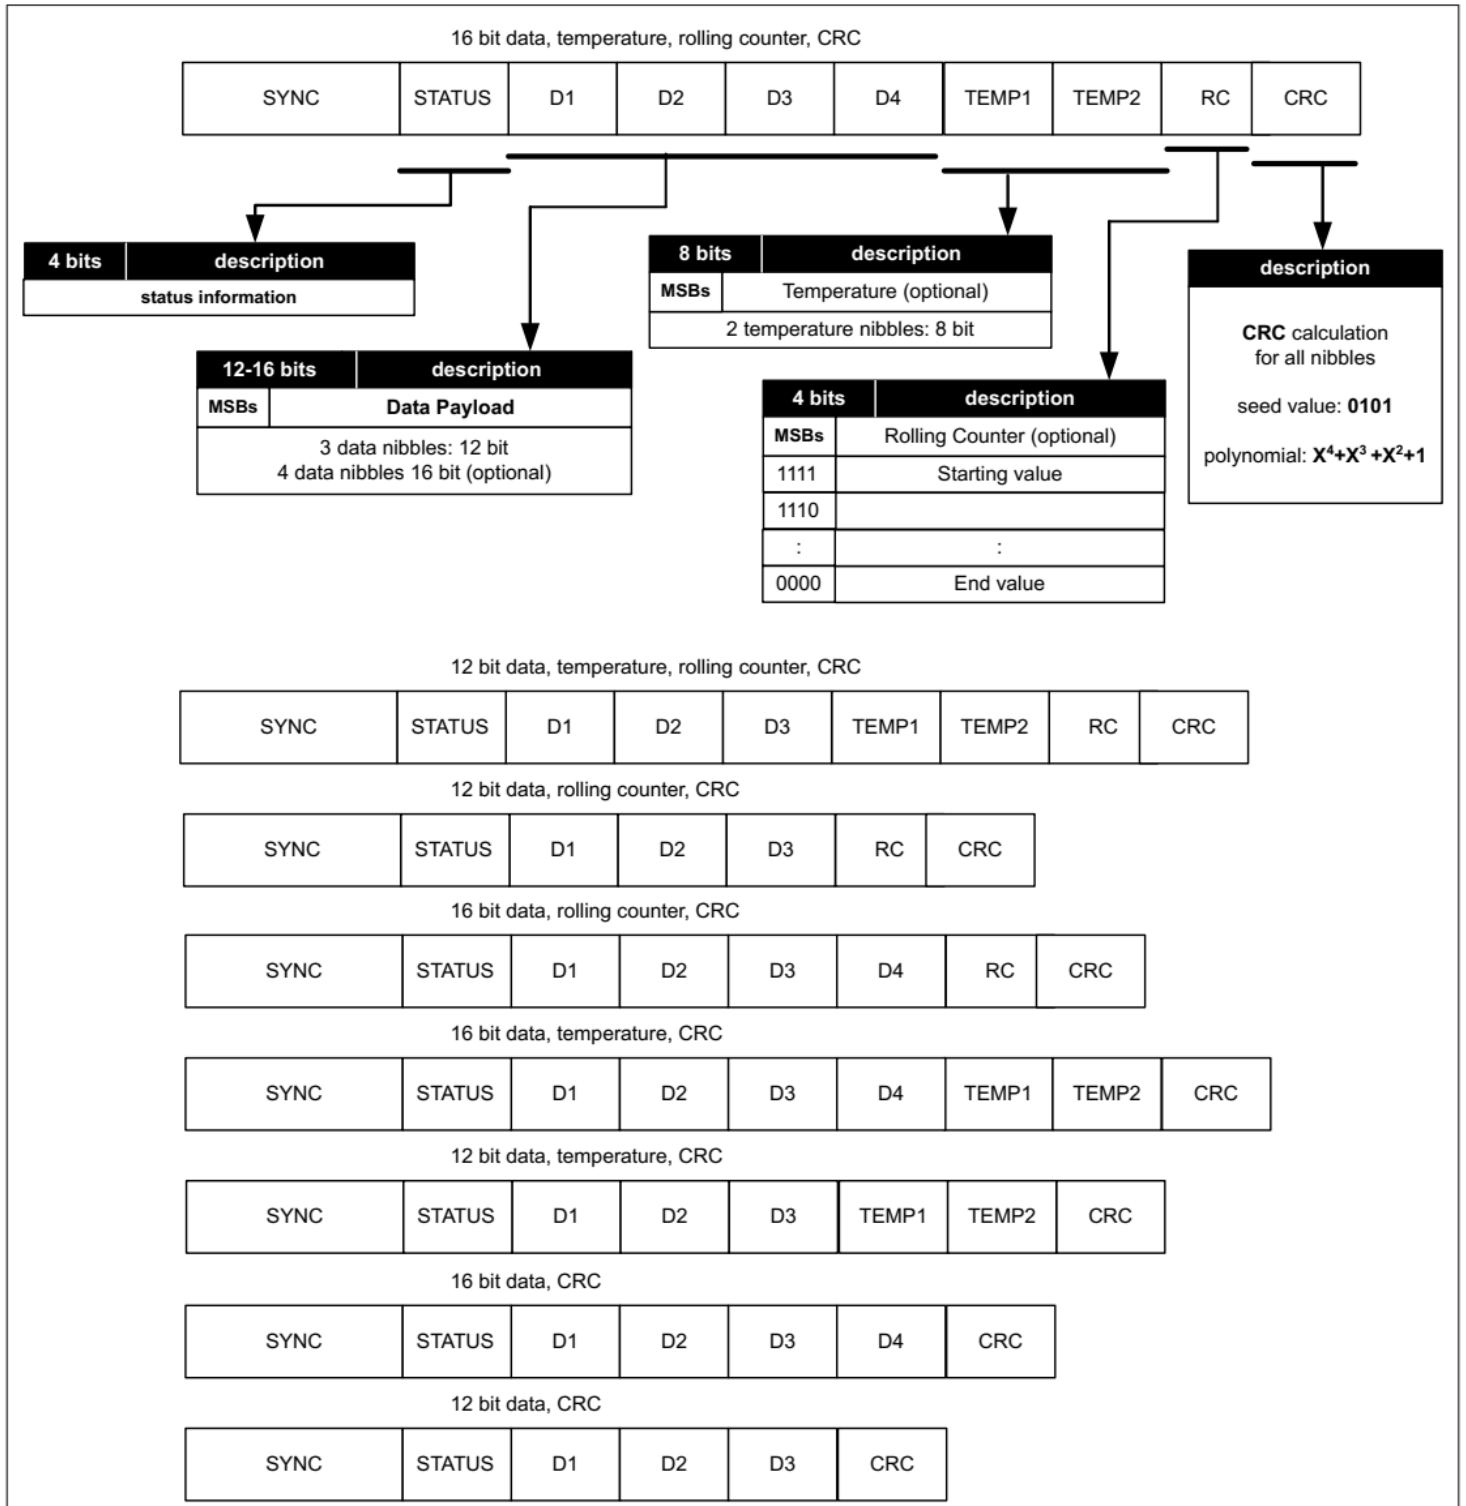 16 bit data, temperature, rolling counter, CRC
SYNC STATUS D1 D2 D3 D4 TEMP1 TEMP2 RC CRC
4 bits description
status information
8 bits description
MSBs Temperature (optional)
2 temperature nibbles: 8 bit
description
CRC calculation
for all nibbles
seed value: 0101
polynomial: X⁴+X³ +X²+1
12-16 bits description
MSBs Data Payload
3 data nibbles: 12 bit
4 data nibbles 16 bit (optional)
4 bits description
MSBs Rolling Counter (optional)
1111 Starting value
1110
: :
0000 End value
12 bit data, temperature, rolling counter, CRC
SYNC STATUS D1 D2 D3 TEMP1 TEMP2 RC CRC
12 bit data, rolling counter, CRC
SYNC STATUS D1 D2 D3 RC CRC
16 bit data, rolling counter, CRC
SYNC STATUS D1 D2 D3 D4 RC CRC
16 bit data, temperature, CRC
SYNC STATUS D1 D2 D3 D4 TEMP1 TEMP2 CRC
12 bit data, temperature, CRC
SYNC STATUS D1 D2 D3 TEMP1 TEMP2 CRC
16 bit data, CRC
SYNC STATUS D1 D2 D3 D4 CRC
12 bit data, CRC
SYNC STATUS D1 D2 D3 CRC